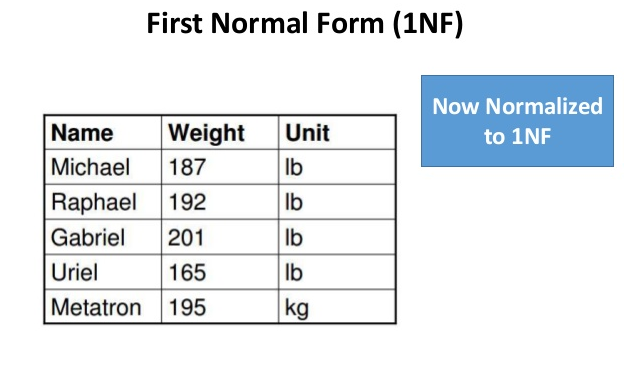 First Normal Form (1NF)
Now Normalized
to 1NF
Name Weight Unit
Michael 187 lb
Raphael 192 lb
Gabriel 201 lb
Uriel 165 lb
Metatron 195 kg